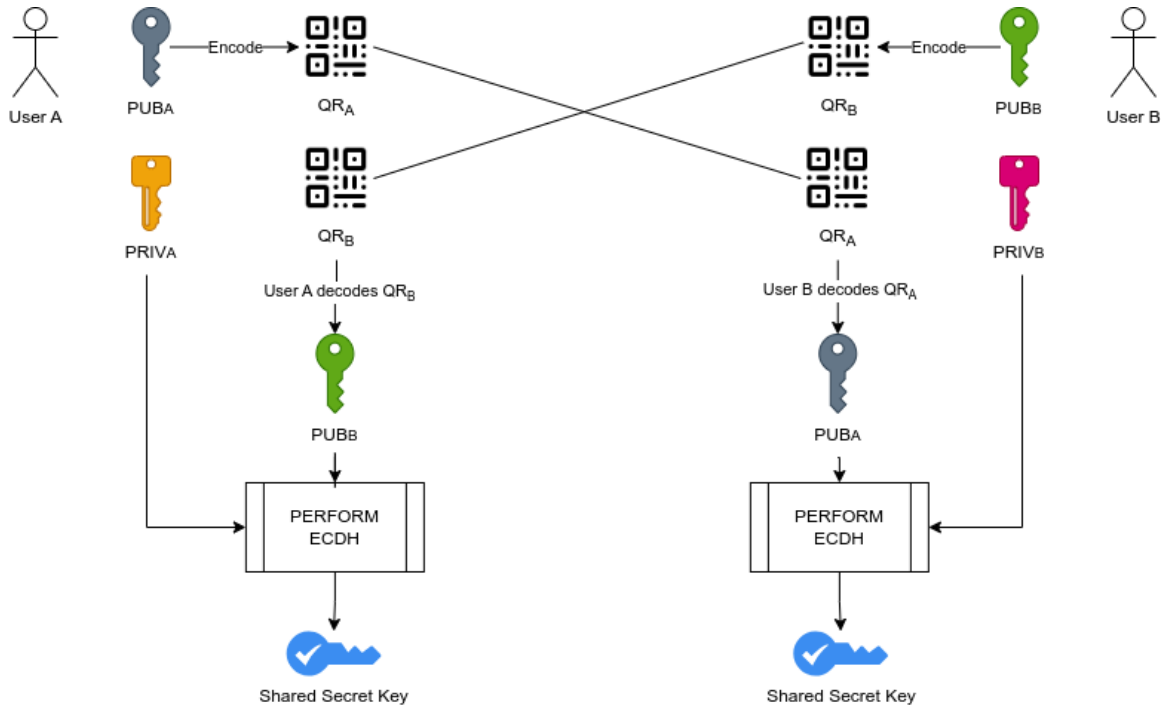 Encode
Encode
User A
PUBA
QRA
QRB
PUBB
User B
PRIVA
QRB
QRA
PRIVB
User A decodes QRB
User B decodes QRA
PUBB
PUBA
PERFORM
ECDH
PERFORM
ECDH
Shared Secret Key
Shared Secret Key